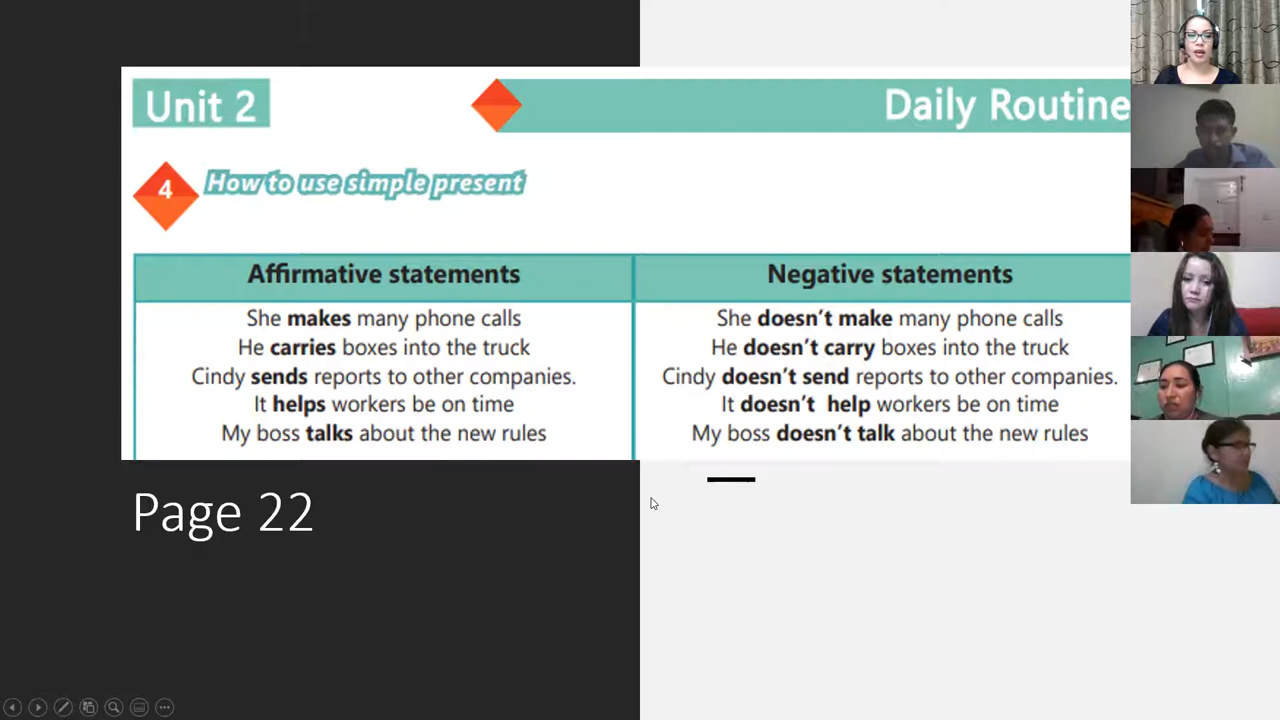 Unit 2
Daily Routine
4
How to use simple present
Affirmative statements
Negative statements
She makes many phone calls
She doesn't make many phone calls
He carries boxes into the truck
He doesn't carry boxes into the truck
Cindy sends reports to other companies.
Cindy doesn't send reports to other companies.
It helps workers be on time
It doesn't help workers be on time
My boss talks about the new rules
My boss doesn't talk about the new rules
Page 22